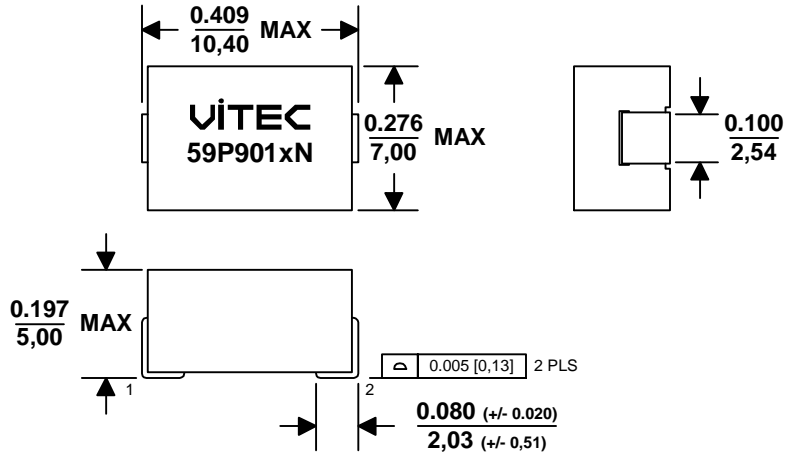 0.409
10,40
MAX
ViTEC
59P901xN
0.276
7,00
MAX
0.100
2,54
0.197
5,00
MAX
1
2
0.005 [0,13]
2 PLS
0.080 (+/- 0.020)
2,03 (+/- 0,51)